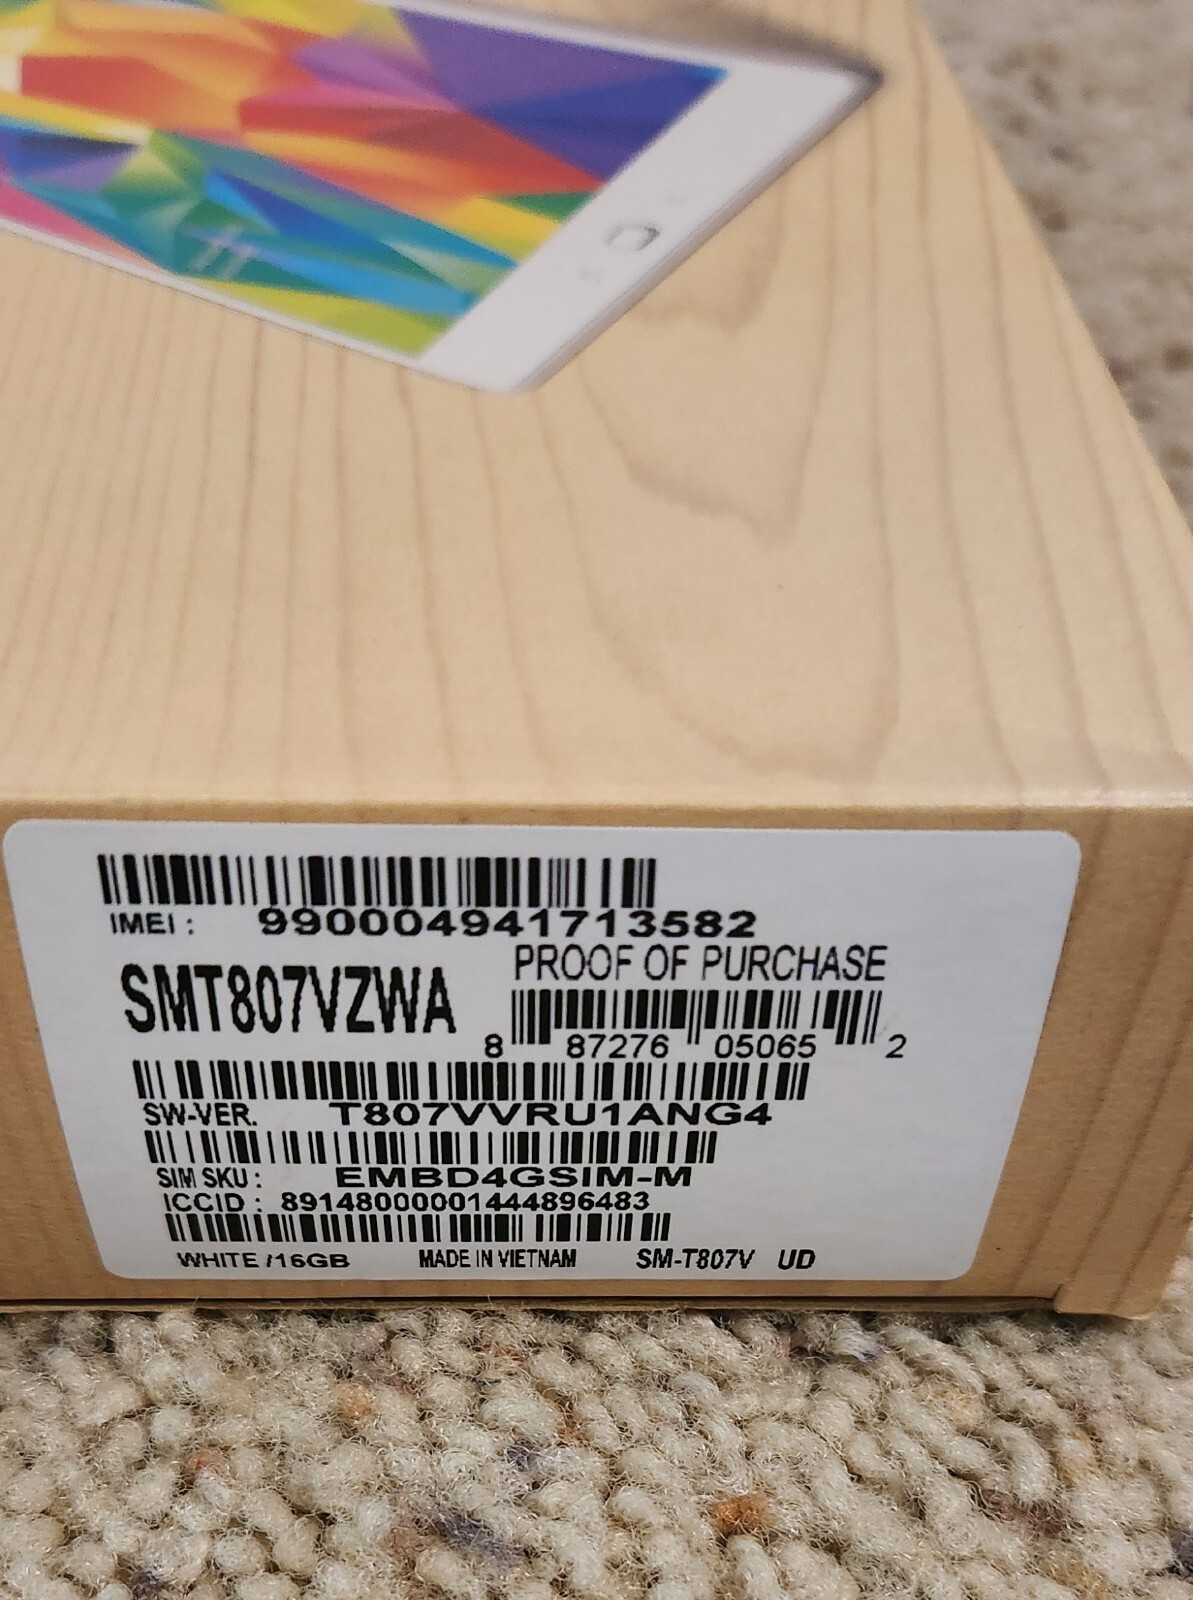 IMEI : 990004941713582
PROOF OF PURCHASE
SMT807VZWA
8 87276 05065 2
SW-VER. T807VVRU1ANG4
SIM SKU : EMBD4GSIM-M
ICCID : 89148000001444896483
WHITE /16GB MADE IN VIETNAM SM-T807V UD